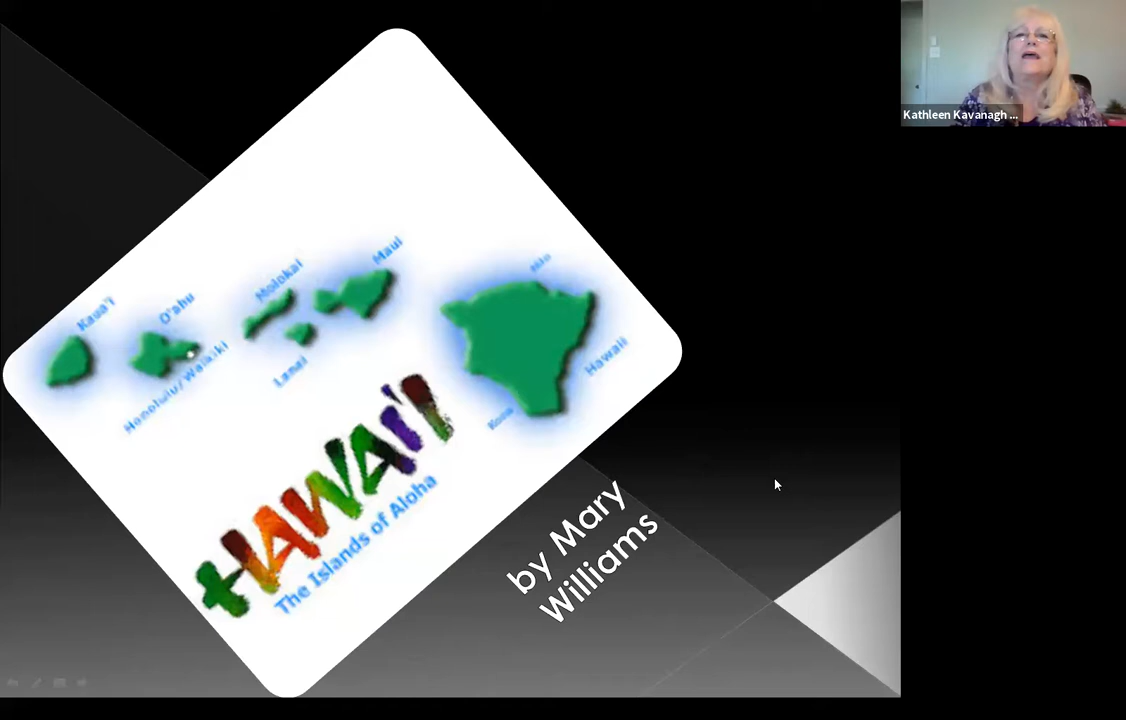 Kathleen Kavanagh ...
Kaua'i
O'ahu
Honolulu/Waikiki
Molokai
Lanai
Maui
Hilo
Hawaii
Kona
HAWAI'I
The Islands of Aloha
by Mary
Williams